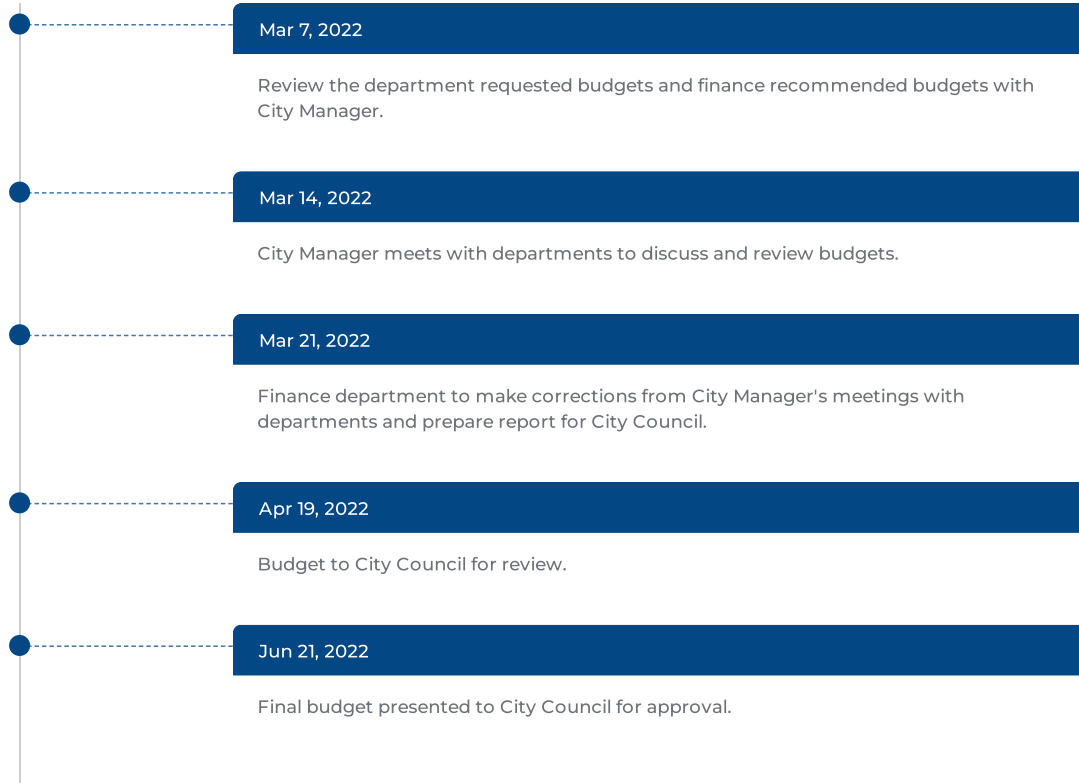 Mar 7, 2022
Review the department requested budgets and finance recommended budgets with
City Manager.
Mar 14, 2022
City Manager meets with departments to discuss and review budgets.
Mar 21, 2022
Finance department to make corrections from City Manager's meetings with
departments and prepare report for City Council.
Apr 19, 2022
Budget to City Council for review.
Jun 21, 2022
Final budget presented to City Council for approval.